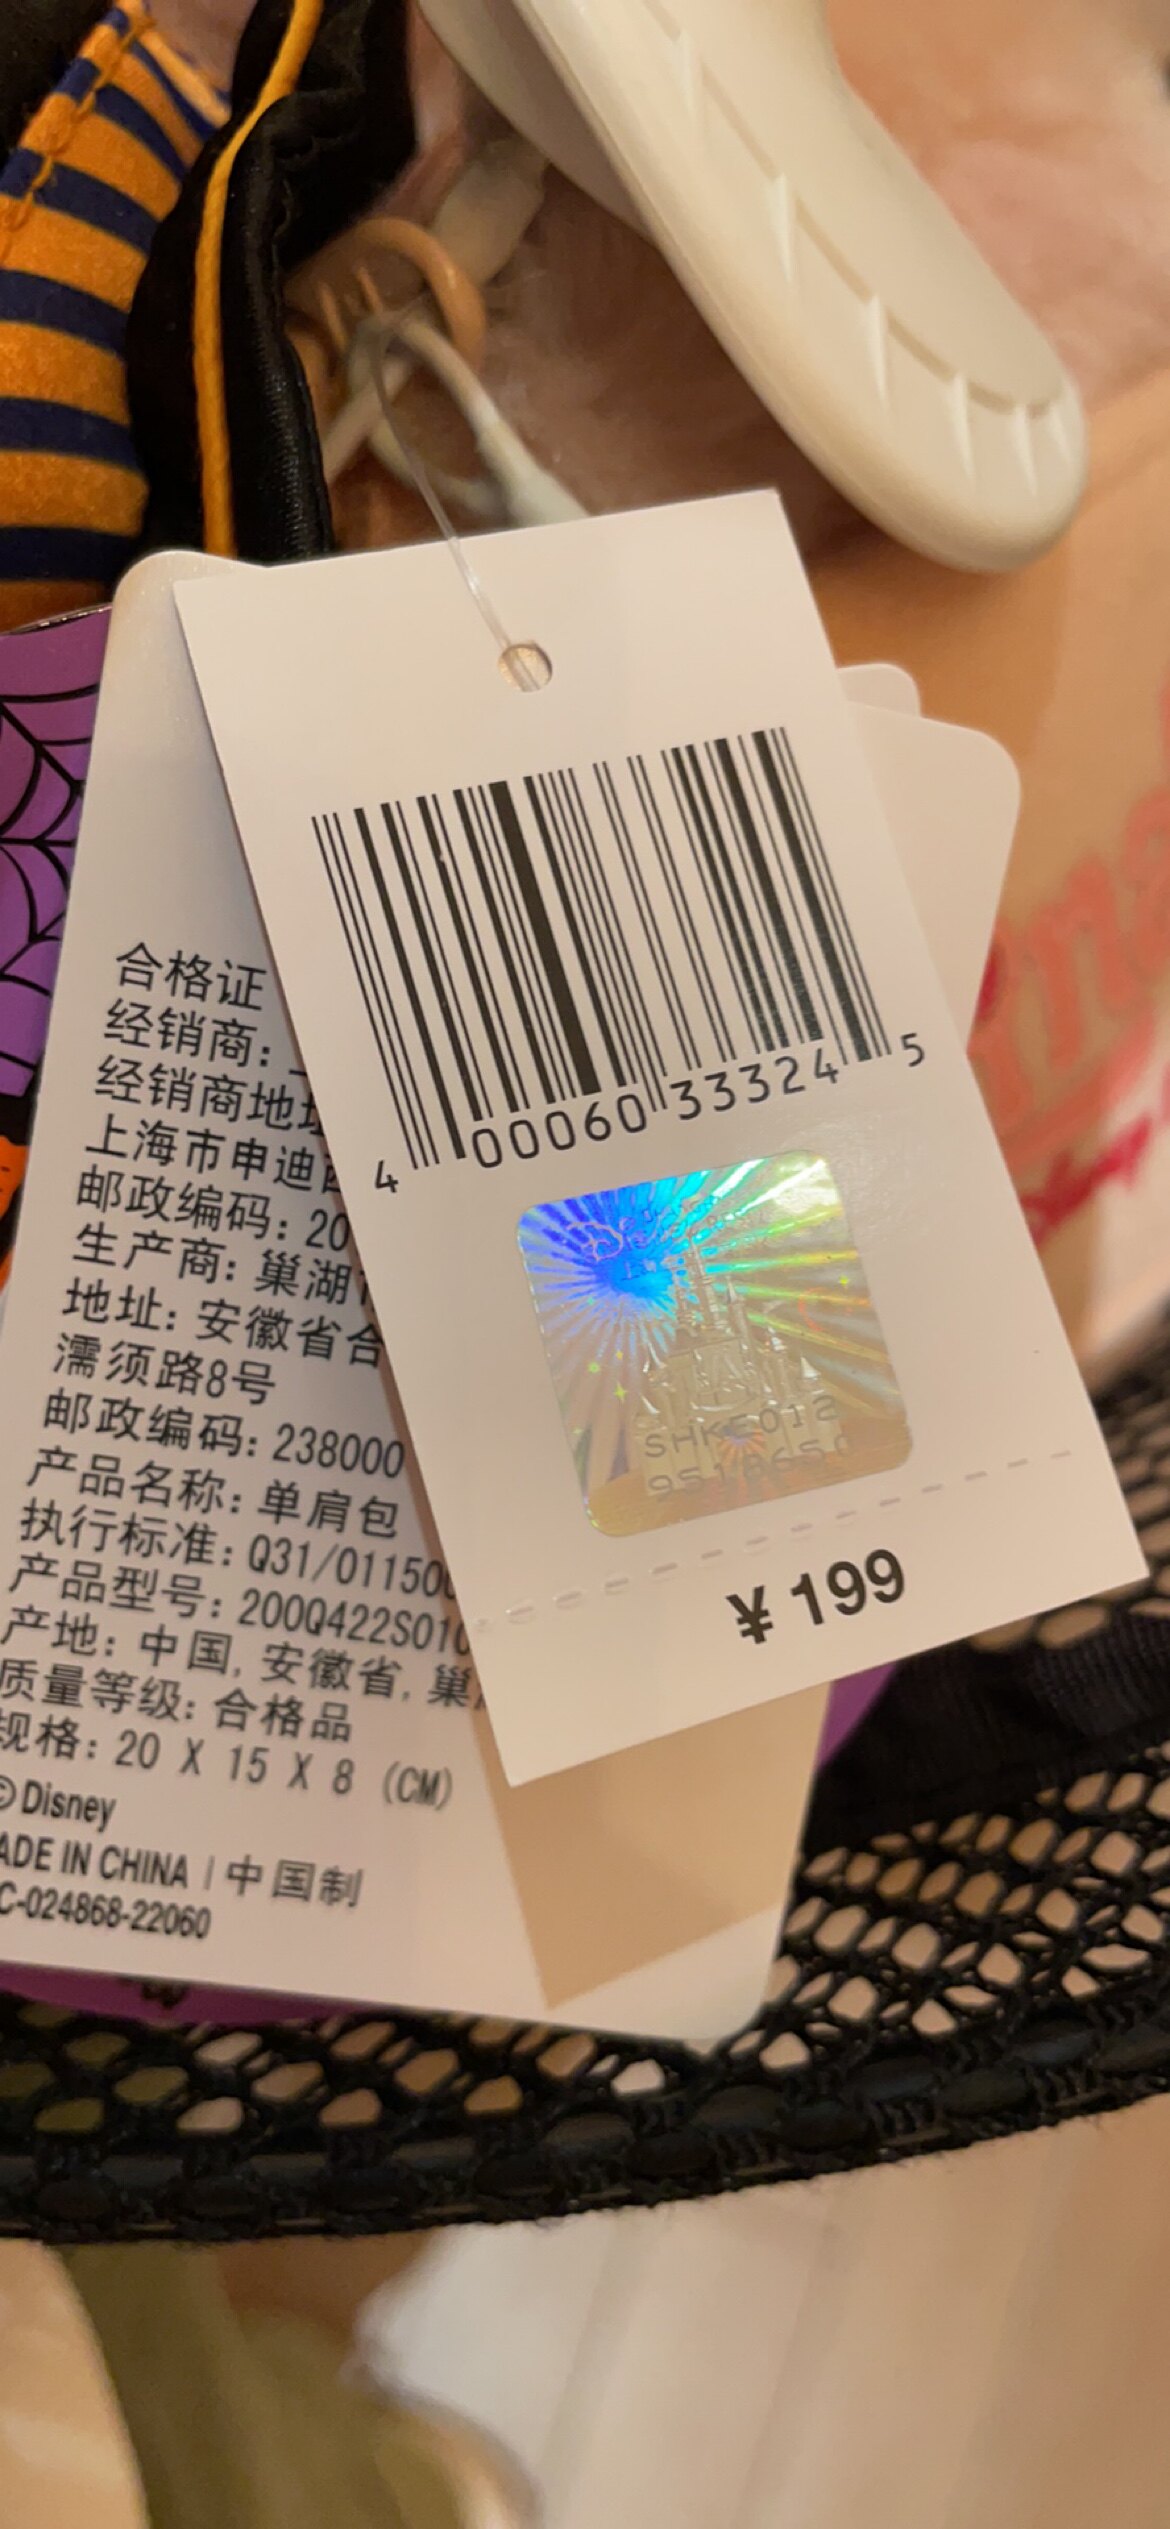 4 00060 33324 5
SHKE012
¥ 199
合格证
经销商:
经销商地
上海市申迪
邮政编码: 20
生产商: 巢湖
地址: 安徽省合
濡须路8号
邮政编码: 238000
产品名称: 单肩包
执行标准: Q31/01150
产品型号: 200Q422S010
产地: 中国, 安徽省, 巢
质量等级: 合格品
规格: 20 X 15 X 8 (CM)
© Disney
ADE IN CHINA | 中国制
C-024868-22060